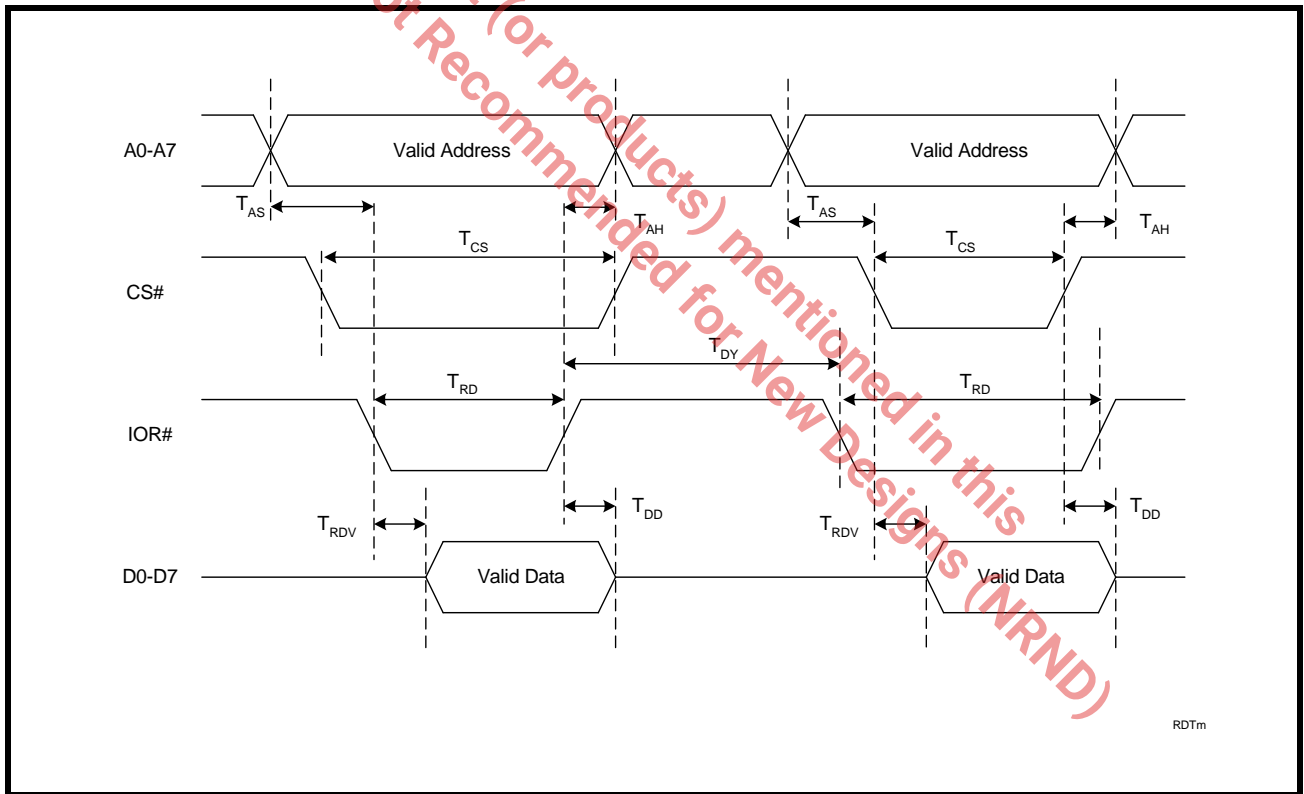 (or products) mentioned in this
ot Recommended for New Designs (NRND)
A0-A7
Valid Address
Valid Address
TAS
TAH
TAS
TAH
TCS
TCS
CS#
TDY
TRD
TRD
IOR#
TRDV
TDD
TRDV
TDD
D0-D7
Valid Data
Valid Data
RDTm